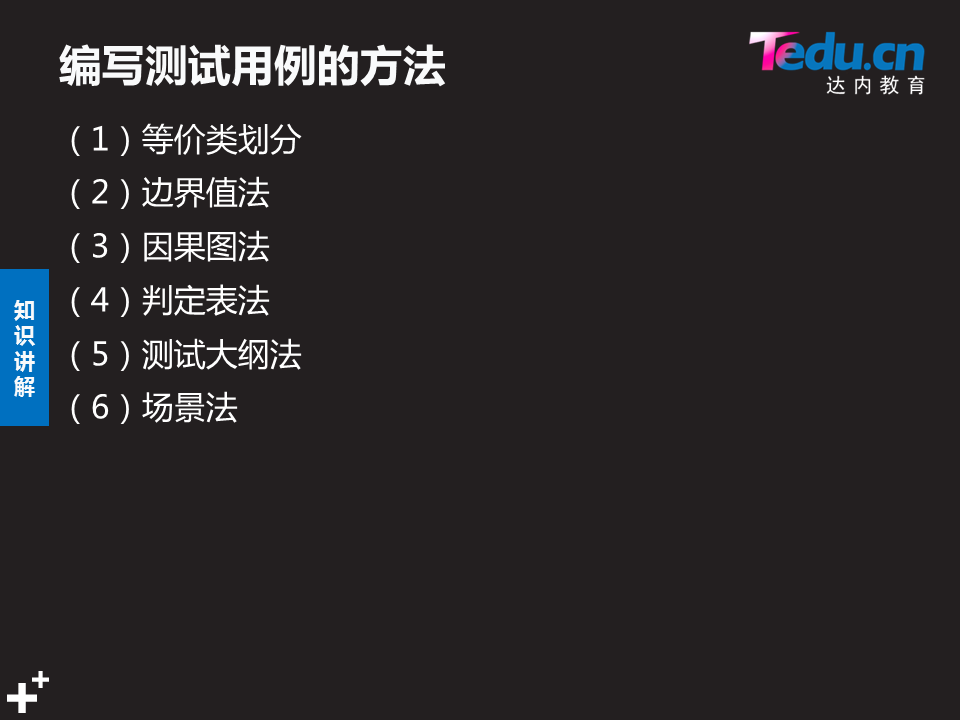 编写测试用例的方法
Tedu.cn
达内教育
（1）等价类划分
（2）边界值法
（3）因果图法
（4）判定表法
（5）测试大纲法
（6）场景法
知
识
讲
解